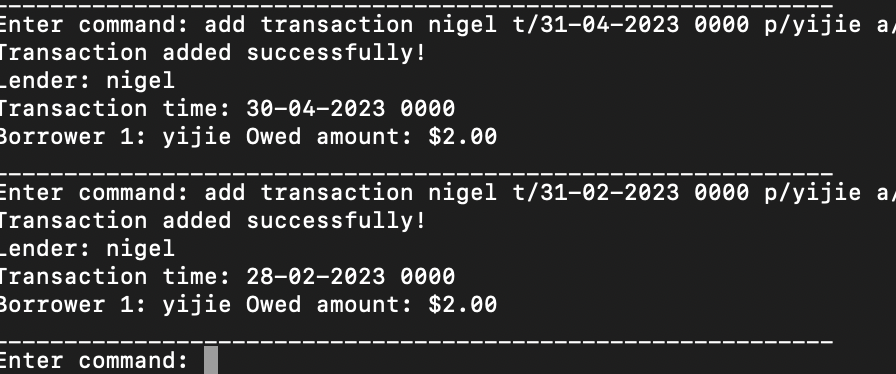 Enter command: add transaction nigel t/31-04-2023 0000 p/yijie a/
Transaction added successfully!
Lender: nigel
Transaction time: 30-04-2023 0000
Borrower 1: yijie Owed amount: $2.00
Enter command: add transaction nigel t/31-02-2023 0000 p/yijie a/
Transaction added successfully!
Lender: nigel
Transaction time: 28-02-2023 0000
Borrower 1: yijie Owed amount: $2.00
Enter command: